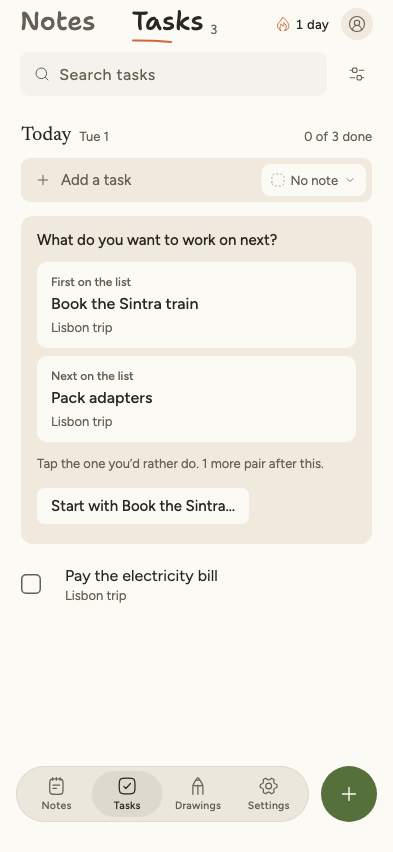 Notes Tasks 3 1 day
Search tasks
Today Tue 1 0 of 3 done
Add a task No note
What do you want to work on next?
First on the list
Book the Sintra train
Lisbon trip
Next on the list
Pack adapters
Lisbon trip
Tap the one you’d rather do. 1 more pair after this.
Start with Book the Sintra…
Pay the electricity bill
Lisbon trip
Notes Tasks Drawings Settings